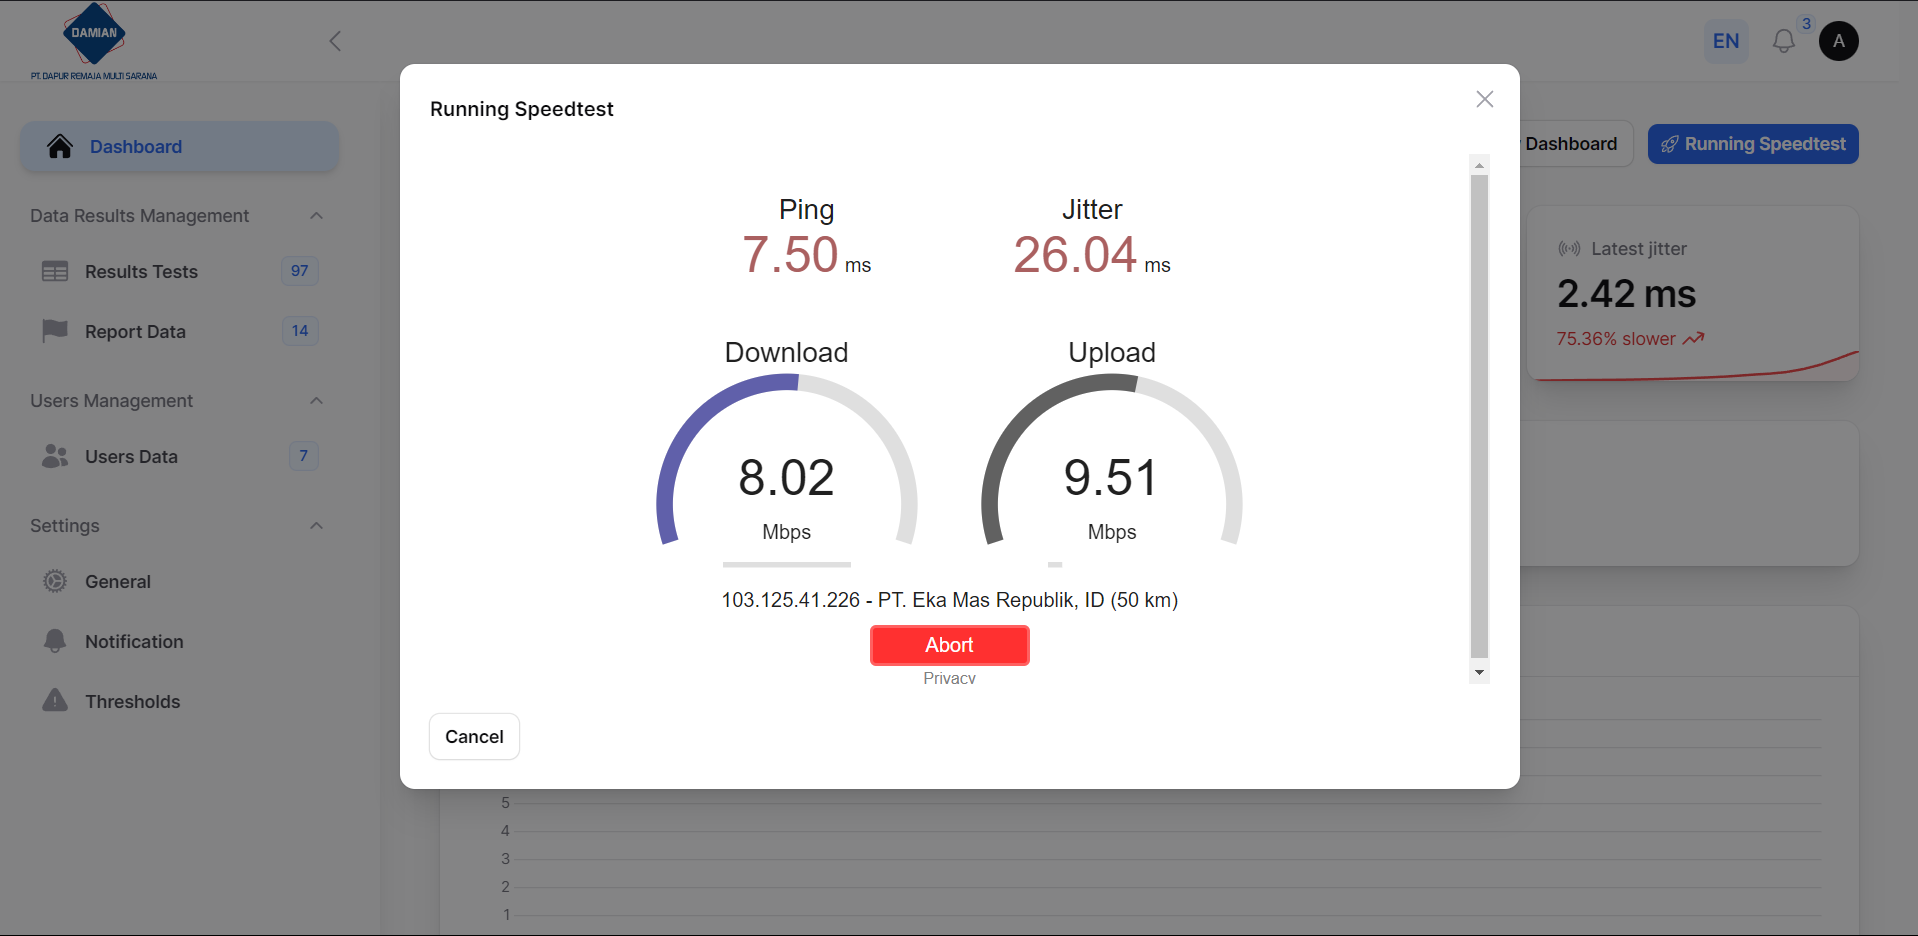 DAMIAN
PT. DAPUR REMAJA MULTI SARANA
EN
3
A
Dashboard
Data Results Management
Results Tests 97
Report Data 14
Users Management
Users Data 7
Settings
General
Notification
Thresholds
Dashboard
Running Speedtest
Latest jitter
2.42 ms
75.36% slower
Running Speedtest
Ping Jitter
7.50 ms 26.04 ms
Download Upload
8.02 9.51
Mbps Mbps
103.125.41.226 - PT. Eka Mas Republik, ID (50 km)
Abort
Privacy
Cancel
5
4
3
2
1